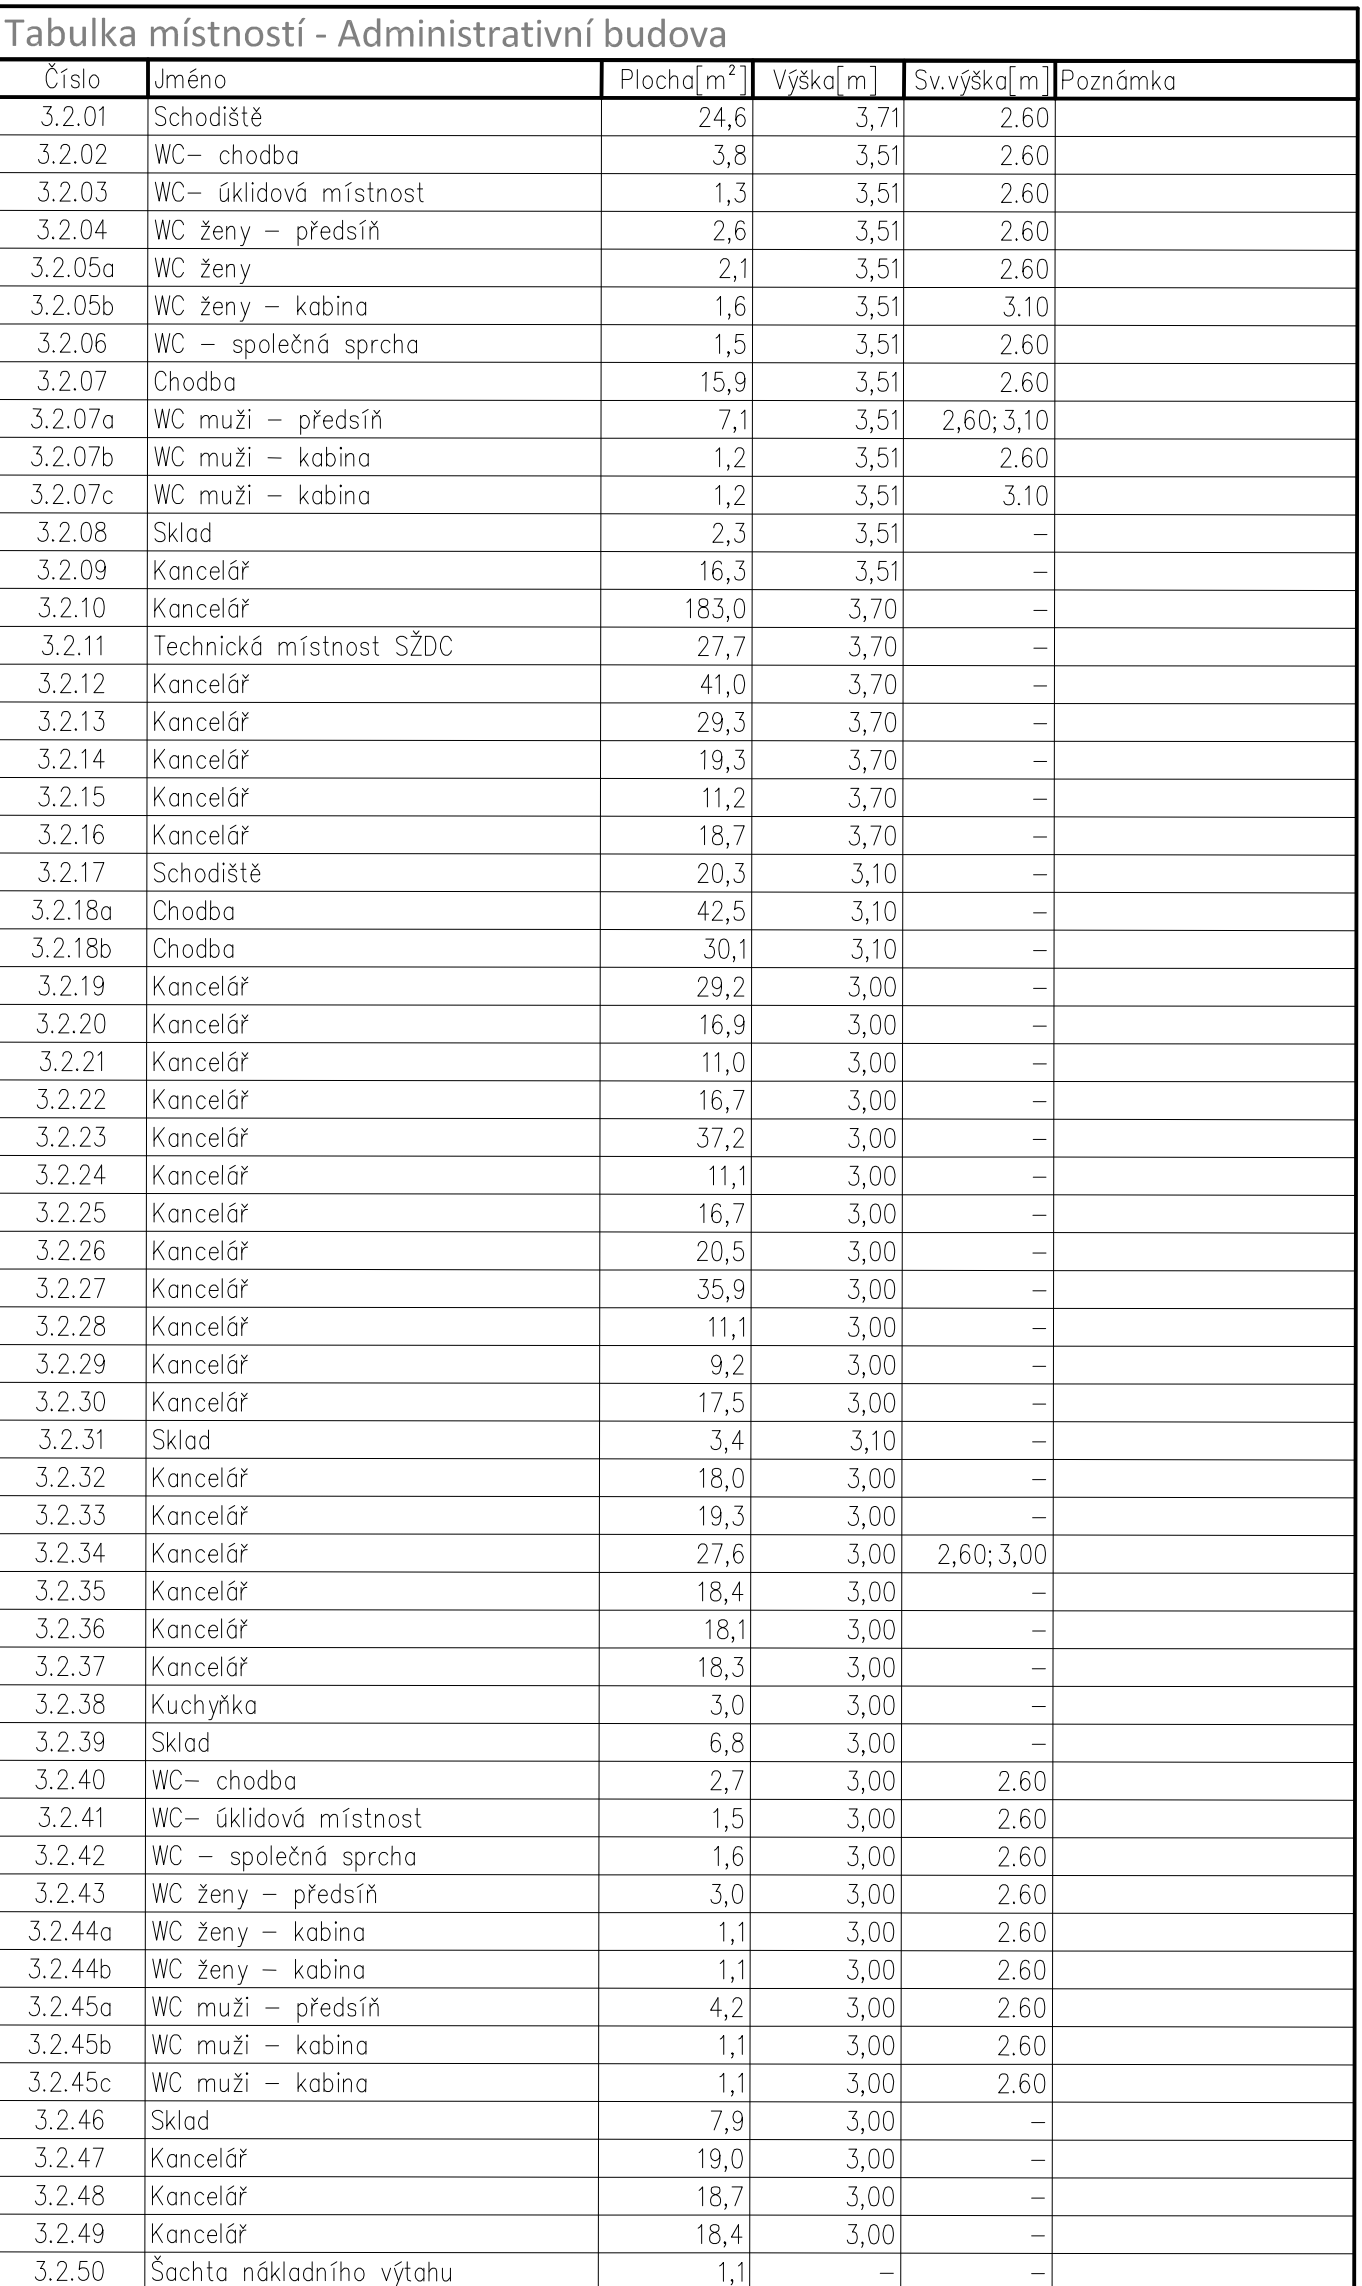 Tabulka místností - Administrativní budova
Číslo Jméno Plocha[m²] Výška[m] Sv.výška[m] Poznámka
3.2.01 Schodiště 24,6 3,71 2.60
3.2.02 WC– chodba 3,8 3,51 2.60
3.2.03 WC– úklidová místnost 1,3 3,51 2.60
3.2.04 WC ženy – předsíň 2,6 3,51 2.60
3.2.05a WC ženy 2,1 3,51 2.60
3.2.05b WC ženy – kabina 1,6 3,51 3.10
3.2.06 WC – společná sprcha 1,5 3,51 2.60
3.2.07 Chodba 15,9 3,51 2.60
3.2.07a WC muži – předsíň 7,1 3,51 2,60;3,10
3.2.07b WC muži – kabina 1,2 3,51 2.60
3.2.07c WC muži – kabina 1,2 3,51 3.10
3.2.08 Sklad 2,3 3,51 –
3.2.09 Kancelář 16,3 3,51 –
3.2.10 Kancelář 183,0 3,70 –
3.2.11 Technická místnost SŽDC 27,7 3,70 –
3.2.12 Kancelář 41,0 3,70 –
3.2.13 Kancelář 29,3 3,70 –
3.2.14 Kancelář 19,3 3,70 –
3.2.15 Kancelář 11,2 3,70 –
3.2.16 Kancelář 18,7 3,70 –
3.2.17 Schodiště 20,3 3,10 –
3.2.18a Chodba 42,5 3,10 –
3.2.18b Chodba 30,1 3,10 –
3.2.19 Kancelář 29,2 3,00 –
3.2.20 Kancelář 16,9 3,00 –
3.2.21 Kancelář 11,0 3,00 –
3.2.22 Kancelář 16,7 3,00 –
3.2.23 Kancelář 37,2 3,00 –
3.2.24 Kancelář 11,1 3,00 –
3.2.25 Kancelář 16,7 3,00 –
3.2.26 Kancelář 20,5 3,00 –
3.2.27 Kancelář 35,9 3,00 –
3.2.28 Kancelář 11,1 3,00 –
3.2.29 Kancelář 9,2 3,00 –
3.2.30 Kancelář 17,5 3,00 –
3.2.31 Sklad 3,4 3,10 –
3.2.32 Kancelář 18,0 3,00 –
3.2.33 Kancelář 19,3 3,00 –
3.2.34 Kancelář 27,6 3,00 2,60;3,00
3.2.35 Kancelář 18,4 3,00 –
3.2.36 Kancelář 18,1 3,00 –
3.2.37 Kancelář 18,3 3,00 –
3.2.38 Kuchyňka 3,0 3,00 –
3.2.39 Sklad 6,8 3,00 –
3.2.40 WC– chodba 2,7 3,00 2.60
3.2.41 WC– úklidová místnost 1,5 3,00 2.60
3.2.42 WC – společná sprcha 1,6 3,00 2.60
3.2.43 WC ženy – předsíň 3,0 3,00 2.60
3.2.44a WC ženy – kabina 1,1 3,00 2.60
3.2.44b WC ženy – kabina 1,1 3,00 2.60
3.2.45a WC muži – předsíň 4,2 3,00 2.60
3.2.45b WC muži – kabina 1,1 3,00 2.60
3.2.45c WC muži – kabina 1,1 3,00 2.60
3.2.46 Sklad 7,9 3,00 –
3.2.47 Kancelář 19,0 3,00 –
3.2.48 Kancelář 18,7 3,00 –
3.2.49 Kancelář 18,4 3,00 –
3.2.50 Šachta nákladního výtahu 1,1 – –